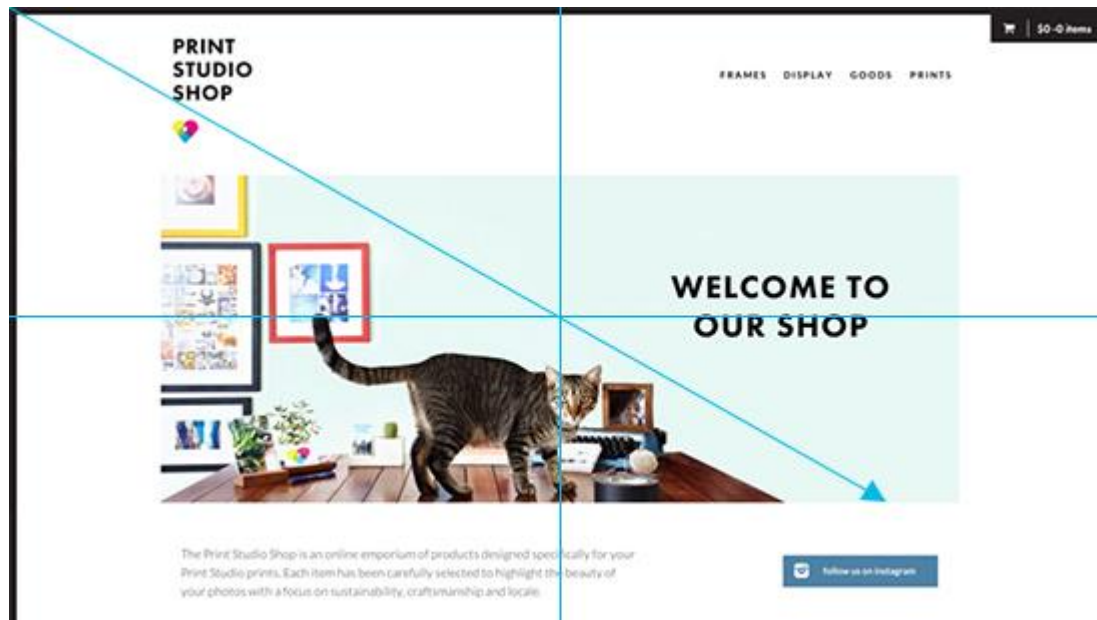 $0-0 items
PRINT
STUDIO
SHOP
FRAMES DISPLAY GOODS PRINTS
WELCOME TO
OUR SHOP
The Print Studio Shop is an online emporium of products designed specifically for your
Print Studio prints. Each item has been carefully selected to highlight the beauty of
your photos with a focus on sustainability, craftsmanship and locale.
follow us on instagram